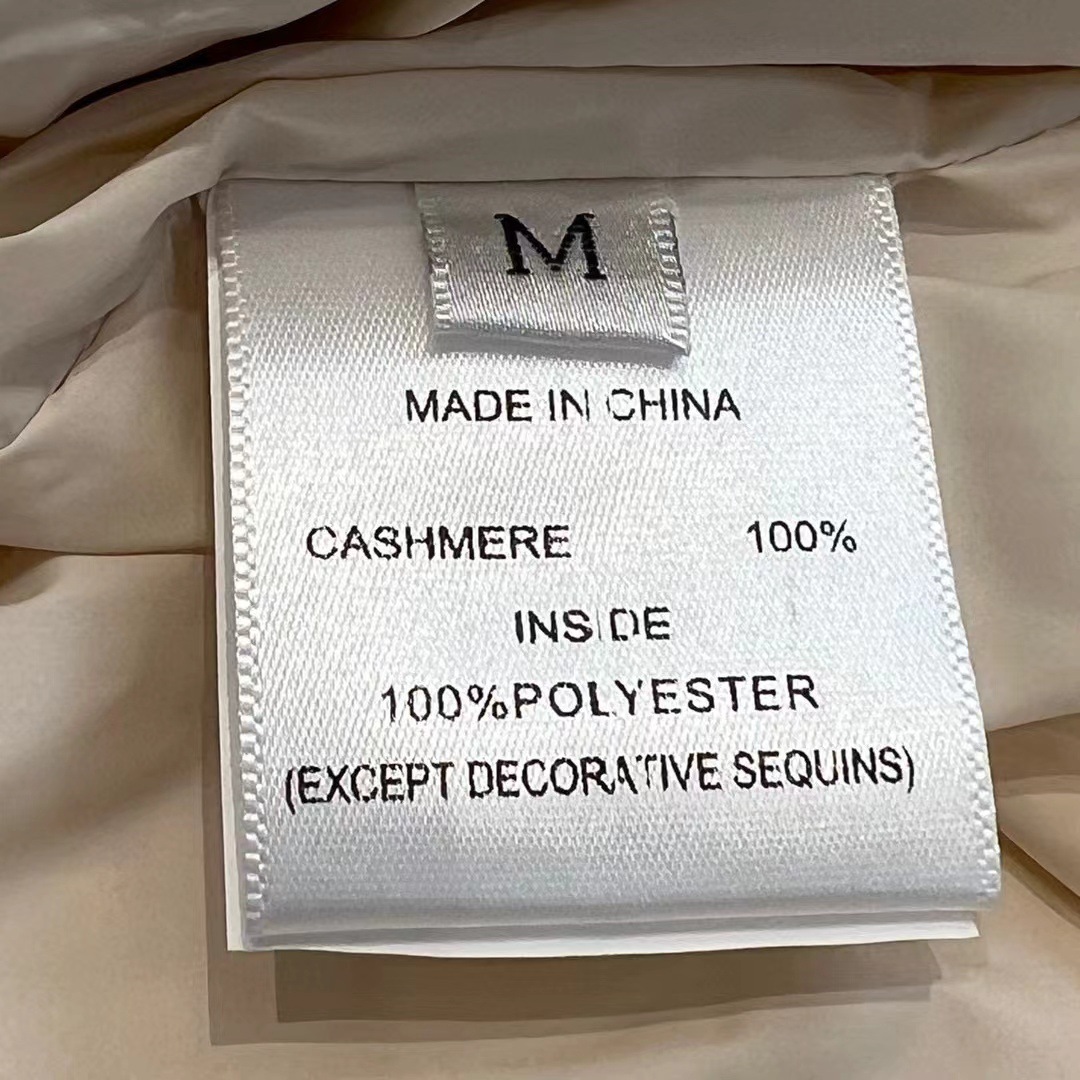 M
MADE IN CHINA
CASHMERE 100%
INSIDE
100%POLYESTER
(EXCEPT DECORATIVE SEQUINS)